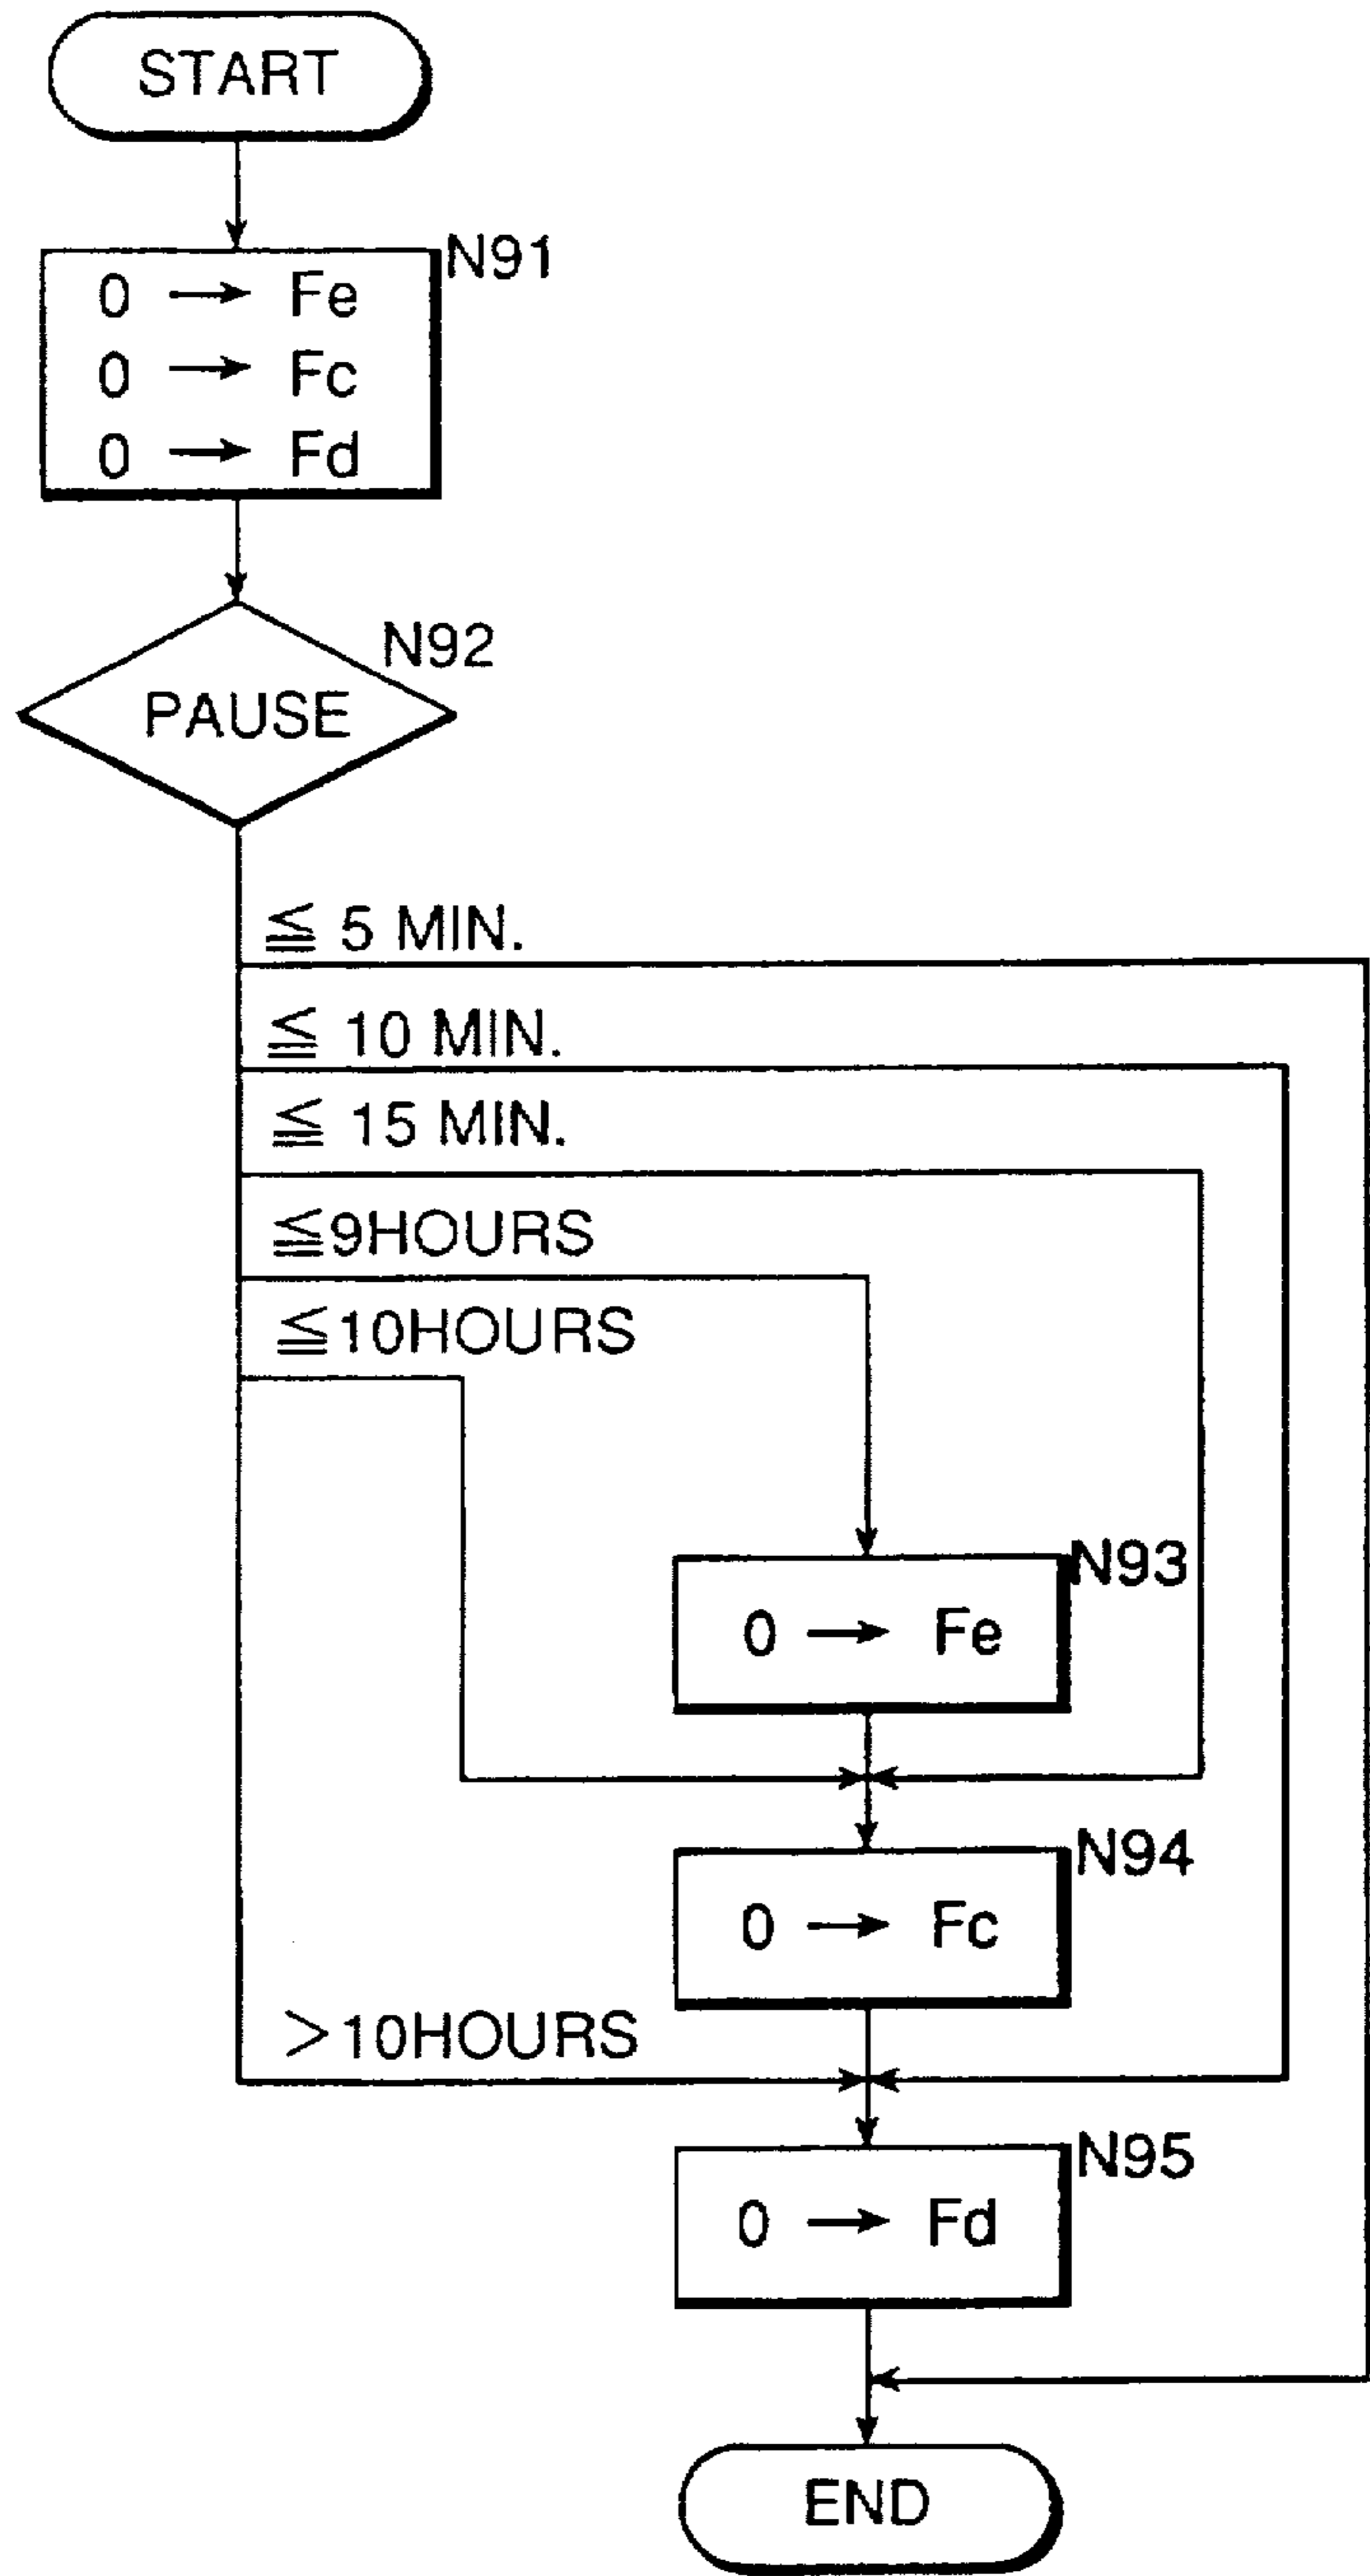 START
N91
0 → Fe
0 → Fc
0 → Fd
N92
PAUSE
≦ 5 MIN.
≦ 10 MIN.
≦ 15 MIN.
≦9HOURS
≦10HOURS
N93
0 → Fe
N94
0 → Fc
>10HOURS
N95
0 → Fd
END